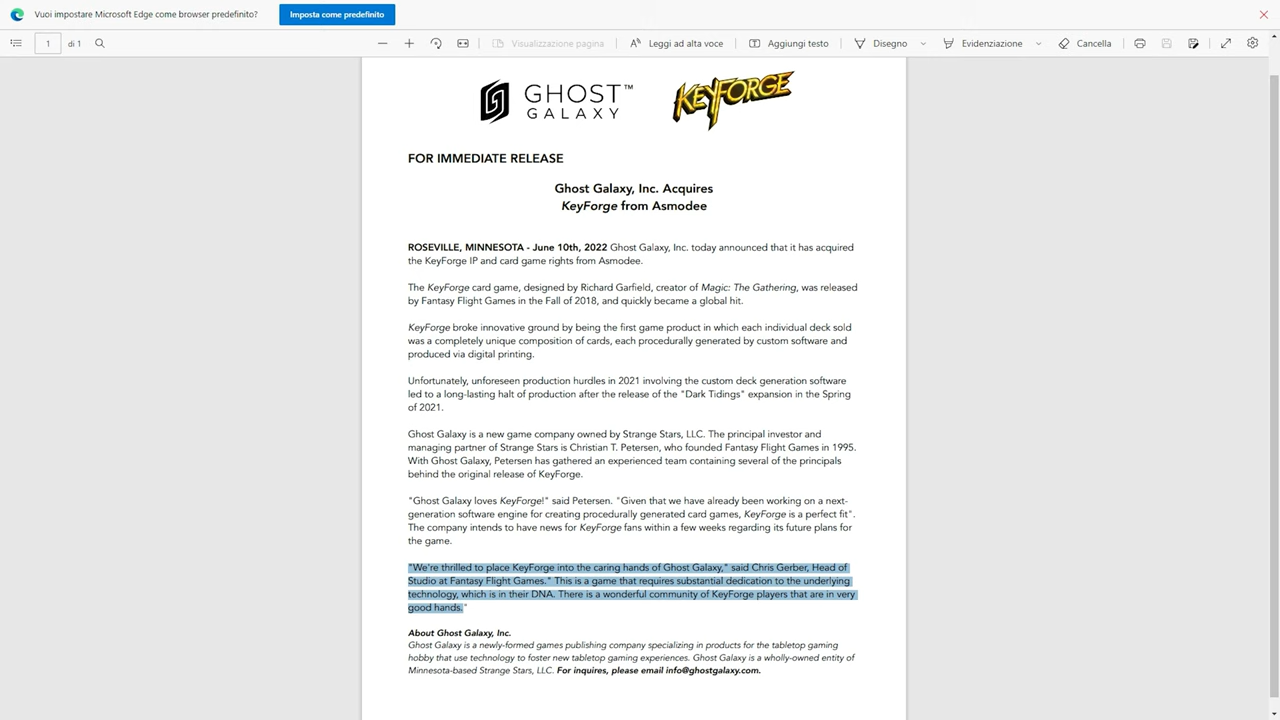 Vuoi impostare Microsoft Edge come browser predefinito?
Imposta come predefinito
1
di 1
Visualizzazione pagina
Leggi ad alta voce
Aggiungi testo
Disegno
Evidenziazione
Cancella
GHOST™
GALAXY
KEYFORGE
FOR IMMEDIATE RELEASE
Ghost Galaxy, Inc. Acquires
KeyForge from Asmodee
ROSEVILLE, MINNESOTA - June 10th, 2022 Ghost Galaxy, Inc. today announced that it has acquired
the KeyForge IP and card game rights from Asmodee.
The KeyForge card game, designed by Richard Garfield, creator of Magic: The Gathering, was released
by Fantasy Flight Games in the Fall of 2018, and quickly became a global hit.
KeyForge broke innovative ground by being the first game product in which each individual deck sold
was a completely unique composition of cards, each procedurally generated by custom software and
produced via digital printing.
Unfortunately, unforeseen production hurdles in 2021 involving the custom deck generation software
led to a long-lasting halt of production after the release of the "Dark Tidings" expansion in the Spring
of 2021.
Ghost Galaxy is a new game company owned by Strange Stars, LLC. The principal investor and
managing partner of Strange Stars is Christian T. Petersen, who founded Fantasy Flight Games in 1995.
With Ghost Galaxy, Petersen has gathered an experienced team containing several of the principals
behind the original release of KeyForge.
"Ghost Galaxy loves KeyForge!" said Petersen. "Given that we have already been working on a next-
generation software engine for creating procedurally generated card games, KeyForge is a perfect fit".
The company intends to have news for KeyForge fans within a few weeks regarding its future plans for
the game.
"We're thrilled to place KeyForge into the caring hands of Ghost Galaxy," said Chris Gerber, Head of
Studio at Fantasy Flight Games." This is a game that requires substantial dedication to the underlying
technology, which is in their DNA. There is a wonderful community of KeyForge players that are in very
good hands."
About Ghost Galaxy, Inc.
Ghost Galaxy is a newly-formed games publishing company specializing in products for the tabletop gaming
hobby that use technology to foster new tabletop gaming experiences. Ghost Galaxy is a wholly-owned entity of
Minnesota-based Strange Stars, LLC. For inquires, please email info@ghostgalaxy.com.